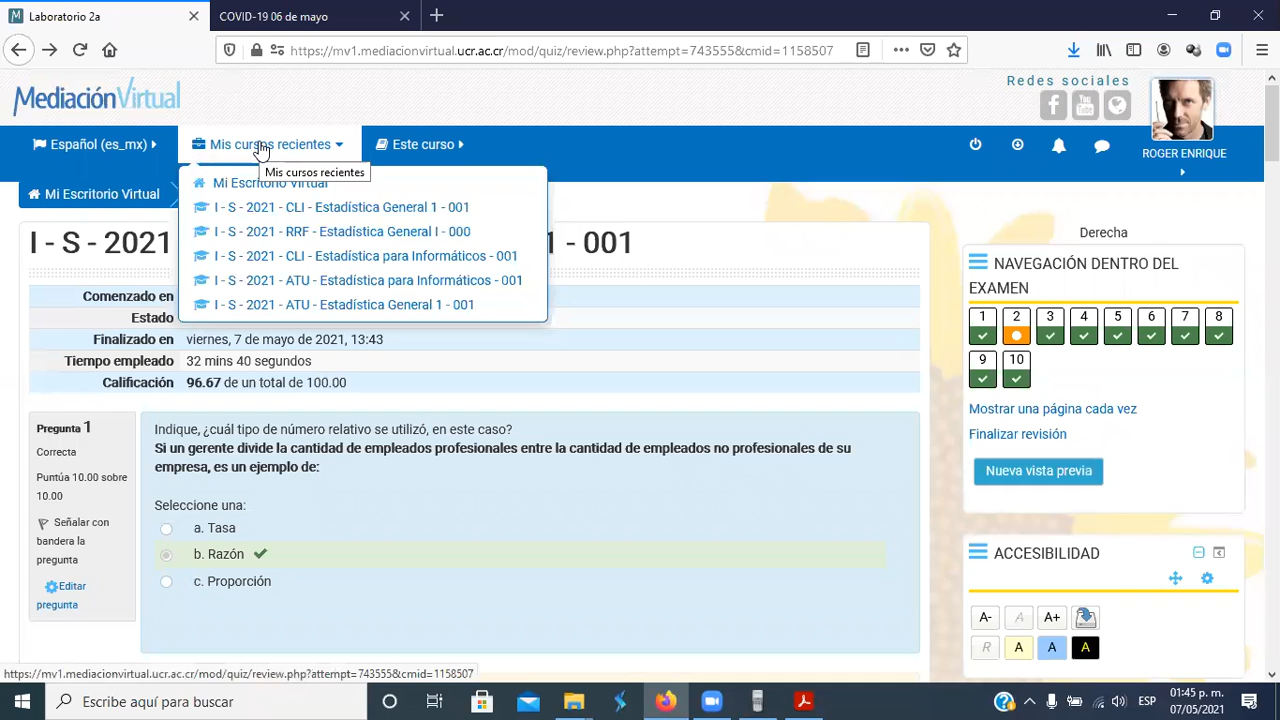 Laboratorio 2a
COVID-19 06 de mayo
https://mv1.mediacionvirtual.ucr.ac.cr/mod/quiz/review.php?attempt=743555&cmid=1158507
MediaciónVirtual
Redes sociales
Español (es_mx)
Mis cursos recientes
Este curso
ROGER ENRIQUE
Mis cursos recientes
Mi Escritorio Virtual
Mi Escritorio Virtual
I - S - 2021 - CLI - Estadística General 1 - 001
I - S - 2021 - RRF - Estadística General I - 000
I - S - 2021 - CLI - Estadística para Informáticos - 001
I - S - 2021 - ATU - Estadística para Informáticos - 001
I - S - 2021 - ATU - Estadística General 1 - 001
I - S - 2021
1 - 001
Comenzado en
Estado
Finalizado en viernes, 7 de mayo de 2021, 13:43
Tiempo empleado 32 mins 40 segundos
Calificación 96.67 de un total de 100.00
Pregunta 1
Correcta
Puntúa 10.00 sobre
10.00
Señalar con
bandera la
pregunta
Editar
pregunta
Indique, ¿cuál tipo de número relativo se utilizó, en este caso?
Si un gerente divide la cantidad de empleados profesionales entre la cantidad de empleados no profesionales de su
empresa, es un ejemplo de:
Seleccione una:
a. Tasa
b. Razón
c. Proporción
Derecha
NAVEGACIÓN DENTRO DEL
EXAMEN
1 2 3 4 5 6 7 8
9 10
Mostrar una página cada vez
Finalizar revisión
Nueva vista previa
ACCESIBILIDAD
A- A A+
R A A A
https://mv1.mediacionvirtual.ucr.ac.cr/mod/quiz/review.php?attempt=743555&cmid=1158507
Escribe aquí para buscar
ESP
01:45 p. m.
07/05/2021